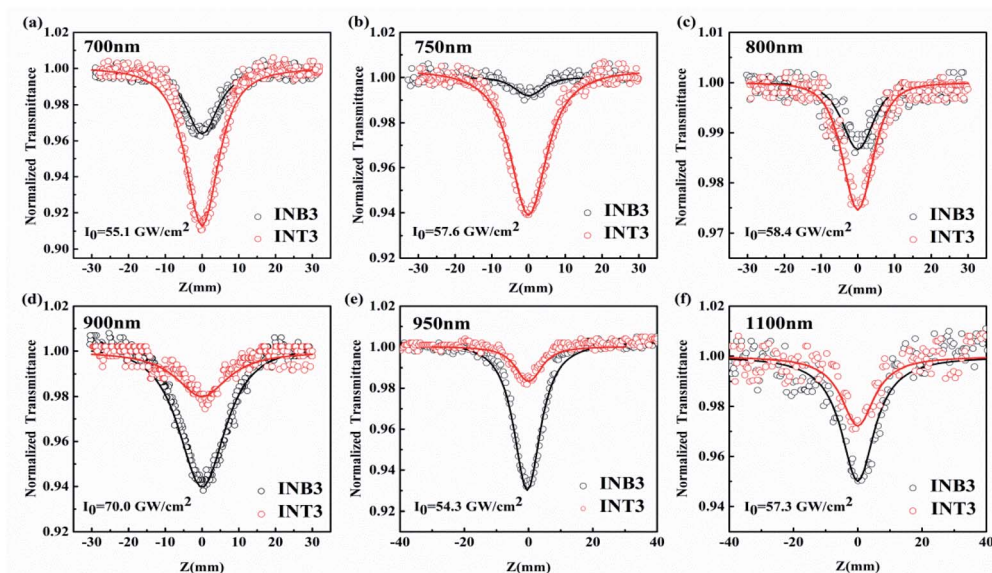 (a)
700nm
1.02
1.00
0.98
0.96
0.94
0.92
0.90
Normalized Transmittance
I0=55.1 GW/cm2
INB3
INT3
-30 -20 -10 0 10 20 30
Z(mm)
(b)
750nm
1.02
1.00
0.98
0.96
0.94
0.92
Normalized Transmittance
I0=57.6 GW/cm2
INB3
INT3
-30 -20 -10 0 10 20 30
Z(mm)
(c)
800nm
1.01
1.00
0.99
0.98
0.97
Normalized Transmittance
I0=58.4 GW/cm2
INB3
INT3
-30 -20 -10 0 10 20 30
Z(mm)
(d)
900nm
1.02
1.00
0.98
0.96
0.94
0.92
Normalized Transmittance
I0=70.0 GW/cm2
INB3
INT3
-30 -20 -10 0 10 20 30
Z(mm)
(e)
950nm
1.02
1.00
0.98
0.96
0.94
0.92
Normalized Transmittance
I0=54.3 GW/cm2
INB3
INT3
-40 -20 0 20 40
Z(mm)
(f)
1100nm
1.02
1.00
0.98
0.96
0.94
Normalized Transmittance
I0=57.3 GW/cm2
INB3
INT3
-40 -20 0 20 40
Z(mm)